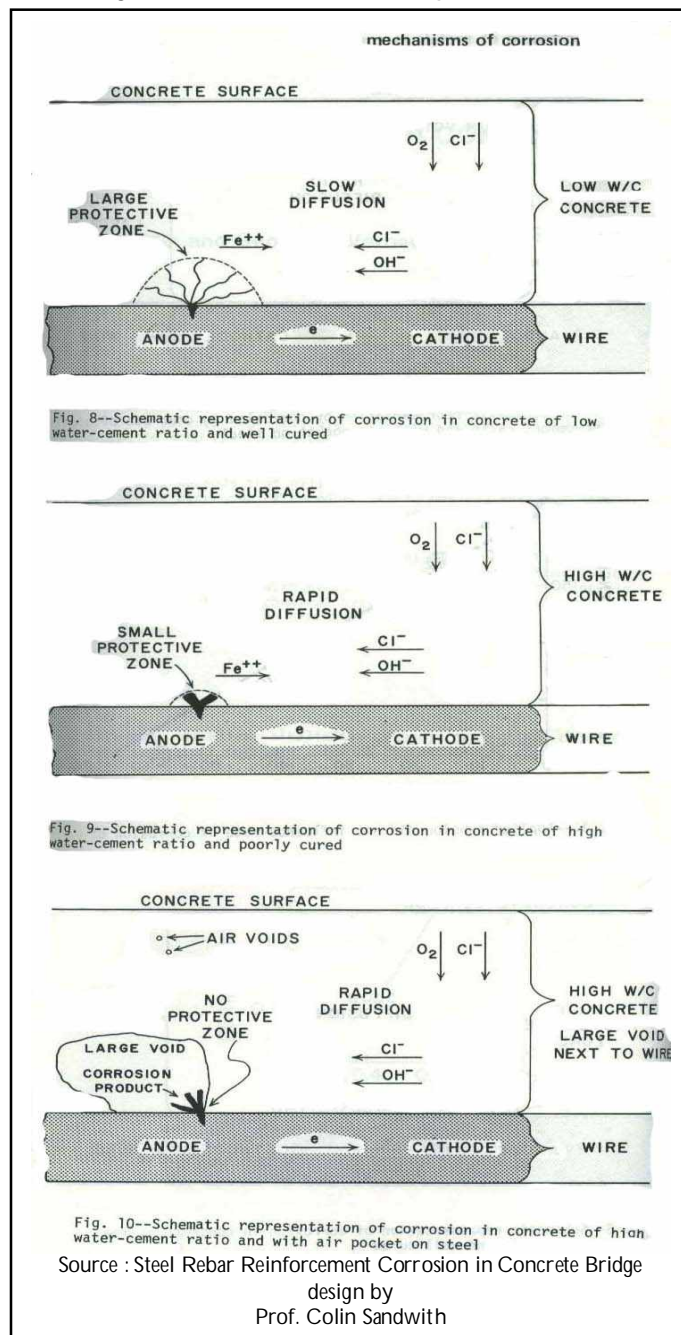 mechanisms of corrosion
CONCRETE SURFACE
O2 Cl−
LARGE
PROTECTIVE
ZONE
SLOW
DIFFUSION
LOW W/C
CONCRETE
Fe++
Cl−
OH−
ANODE
e
CATHODE
WIRE
Fig. 8--Schematic representation of corrosion in concrete of low
water-cement ratio and well cured
CONCRETE SURFACE
O2 Cl−
HIGH W/C
CONCRETE
RAPID
DIFFUSION
SMALL
PROTECTIVE
ZONE
Fe++
Cl−
OH−
ANODE
e
CATHODE
WIRE
Fig. 9--Schematic representation of corrosion in concrete of high
water-cement ratio and poorly cured
CONCRETE SURFACE
AIR VOIDS
O2 Cl−
NO
PROTECTIVE
ZONE
RAPID
DIFFUSION
HIGH W/C
CONCRETE
LARGE VOID
NEXT TO WIRE
LARGE VOID
CORROSION
PRODUCT
Cl−
OH−
ANODE
e
CATHODE
WIRE
Fig. 10--Schematic representation of corrosion in concrete of high
water-cement ratio and with air pocket on steel
Source : Steel Rebar Reinforcement Corrosion in Concrete Bridge
design by
Prof. Colin Sandwith